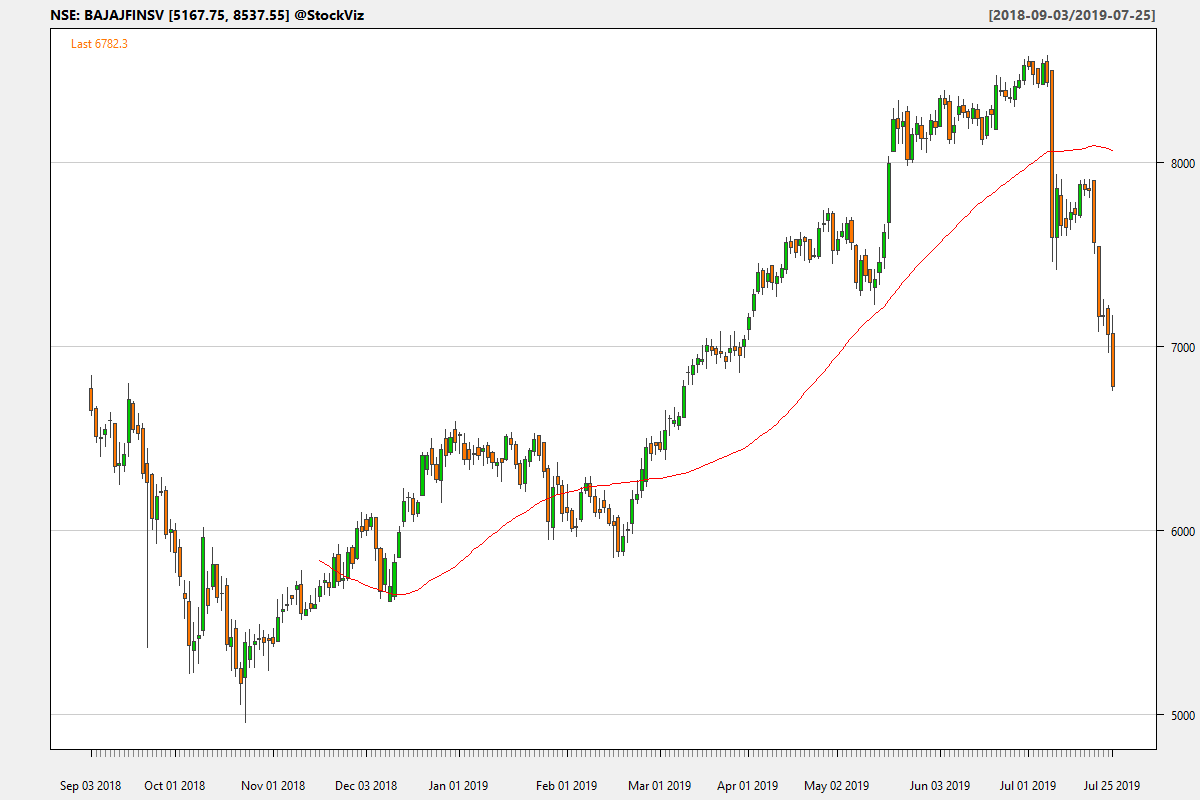 NSE: BAJAJFINSV [5167.75, 8537.55] @StockViz [2018-09-03/2019-07-25]
Last 6782.3
8000
7000
6000
5000
Sep 03 2018 Oct 01 2018 Nov 01 2018 Dec 03 2018 Jan 01 2019 Feb 01 2019 Mar 01 2019 Apr 01 2019 May 02 2019 Jun 03 2019 Jul 01 2019 Jul 25 2019